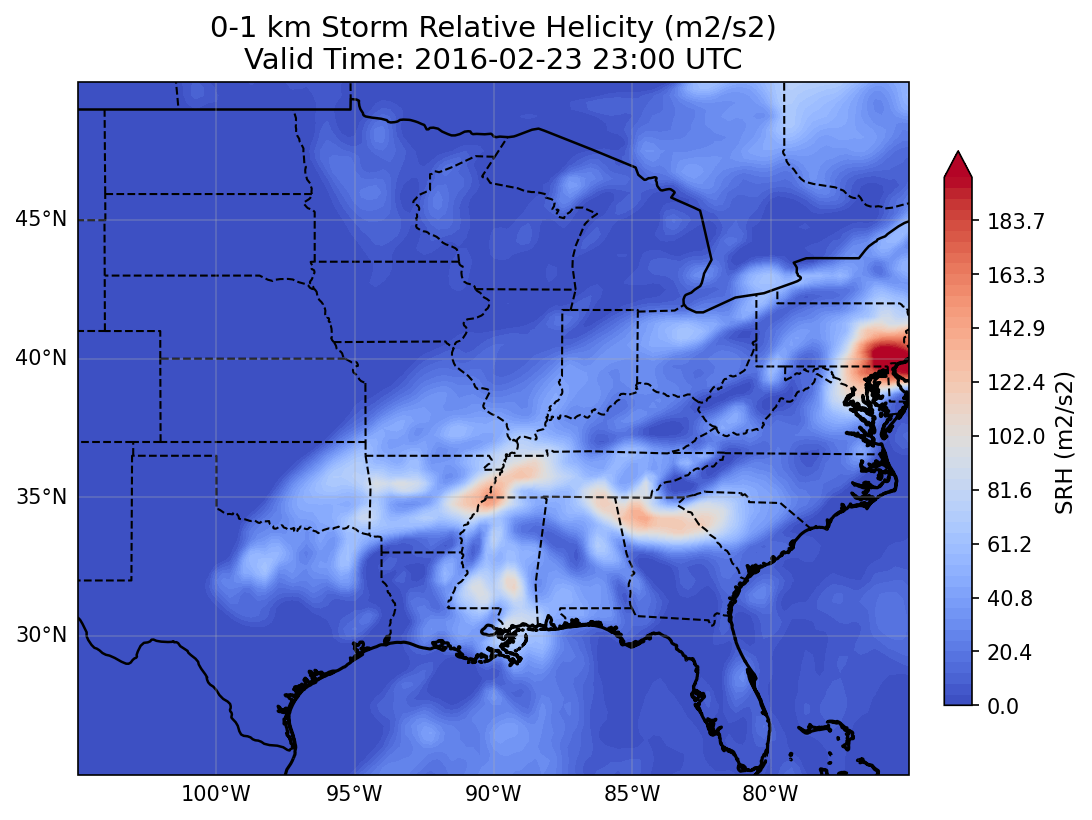 0-1 km Storm Relative Helicity (m2/s2)
Valid Time: 2016-02-23 23:00 UTC
45°N
40°N
35°N
30°N
100°W
95°W
90°W
85°W
80°W
183.7
163.3
142.9
122.4
102.0
81.6
61.2
40.8
20.4
0.0
SRH (m2/s2)